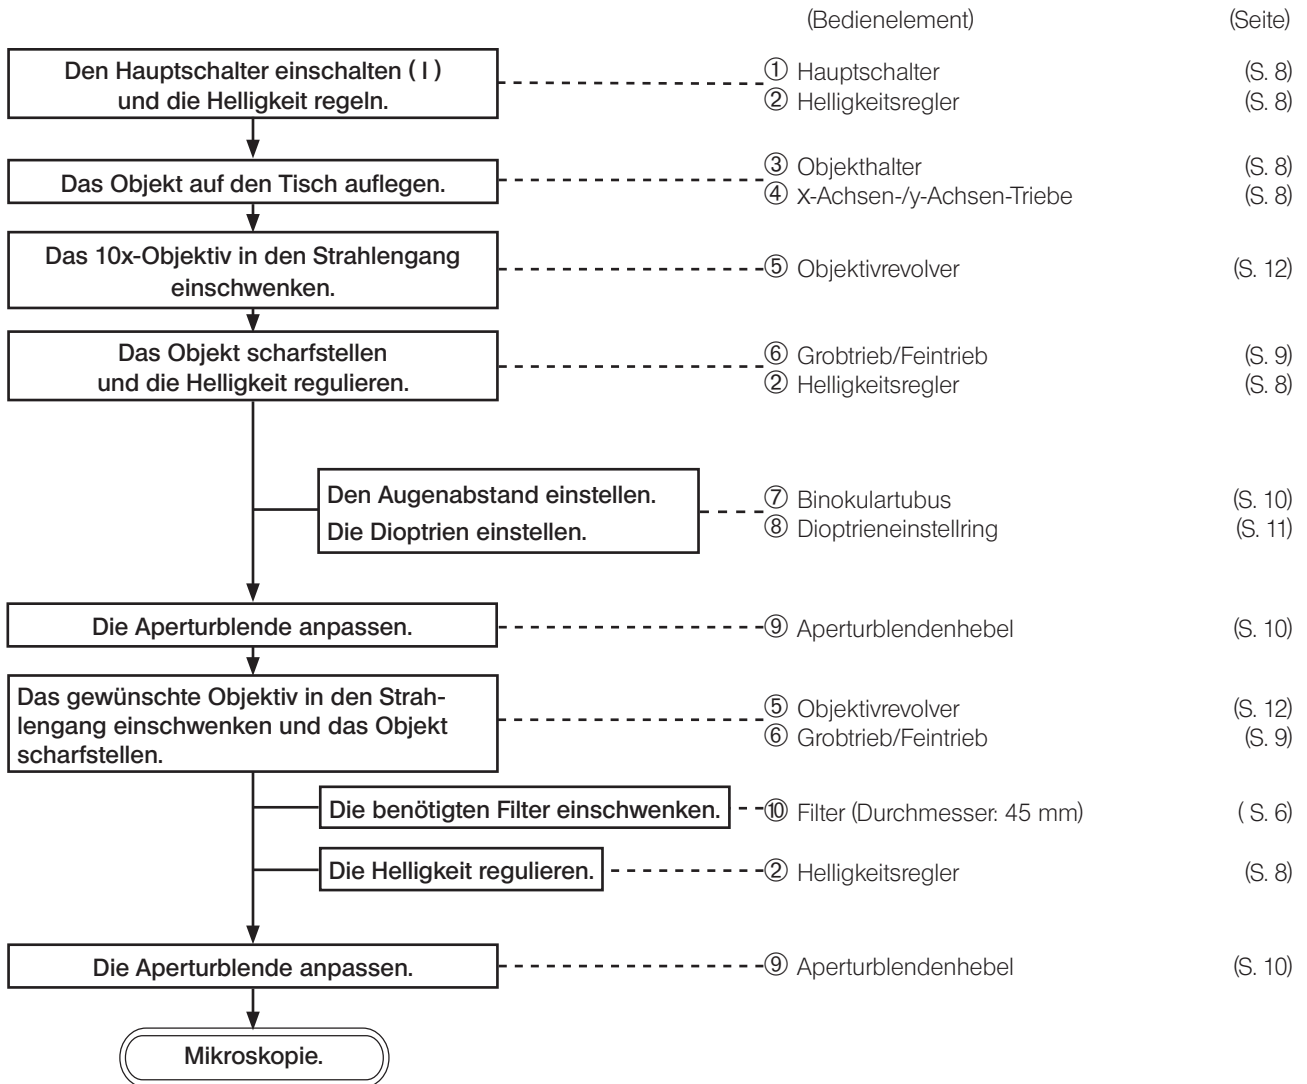 (Bedienelement) (Seite)
Den Hauptschalter einschalten ( I )
und die Helligkeit regeln.
① Hauptschalter (S. 8)
② Helligkeitsregler (S. 8)
Das Objekt auf den Tisch auflegen.
③ Objekthalter (S. 8)
④ x-Achsen-/y-Achsen-Triebe (S. 8)
Das 10x-Objektiv in den Strahlengang
einschwenken.
⑤ Objektivrevolver (S. 12)
Das Objekt scharfstellen
und die Helligkeit regulieren.
⑥ Grobtrieb/Feintrieb (S. 9)
② Helligkeitsregler (S. 8)
Den Augenabstand einstellen.
Die Dioptrien einstellen.
⑦ Binokulartubus (S. 10)
⑧ Dioptrieneinstellring (S. 11)
Die Aperturblende anpassen.
⑨ Aperturblendenhebel (S. 10)
Das gewünschte Objektiv in den Strah-
lengang einschwenken und das Objekt
scharfstellen.
⑤ Objektivrevolver (S. 12)
⑥ Grobtrieb/Feintrieb (S. 9)
Die benötigten Filter einschwenken.
⑩ Filter (Durchmesser: 45 mm) ( S. 6)
Die Helligkeit regulieren.
② Helligkeitsregler (S. 8)
Die Aperturblende anpassen.
⑨ Aperturblendenhebel (S. 10)
Mikroskopie.